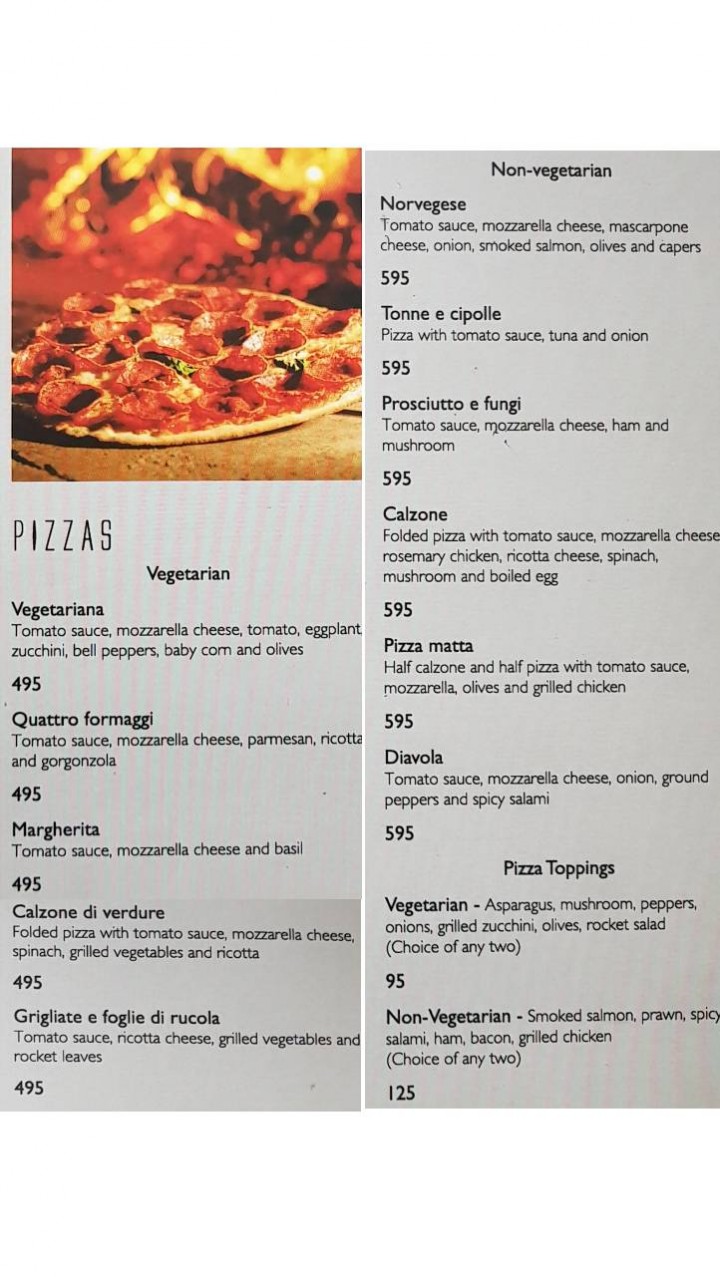 PIZZAS
Vegetarian
Vegetariana
Tomato sauce, mozzarella cheese, tomato, eggplant,
zucchini, bell peppers, baby corn and olives
495
Quattro formaggi
Tomato sauce, mozzarella cheese, parmesan, ricotta
and gorgonzola
495
Margherita
Tomato sauce, mozzarella cheese and basil
495
Calzone di verdure
Folded pizza with tomato sauce, mozzarella cheese,
spinach, grilled vegetables and ricotta
495
Grigliate e foglie di rucola
Tomato sauce, ricotta cheese, grilled vegetables and
rocket leaves
495
Non-vegetarian
Norvegese
Tomato sauce, mozzarella cheese, mascarpone
cheese, onion, smoked salmon, olives and capers
595
Tonne e cipolle
Pizza with tomato sauce, tuna and onion
595
Prosciutto e fungi
Tomato sauce, mozzarella cheese, ham and
mushroom
595
Calzone
Folded pizza with tomato sauce, mozzarella cheese
rosemary chicken, ricotta cheese, spinach,
mushroom and boiled egg
595
Pizza matta
Half calzone and half pizza with tomato sauce,
mozzarella, olives and grilled chicken
595
Diavola
Tomato sauce, mozzarella cheese, onion, ground
peppers and spicy salami
595
Pizza Toppings
Vegetarian - Asparagus, mushroom, peppers,
onions, grilled zucchini, olives, rocket salad
(Choice of any two)
95
Non-Vegetarian - Smoked salmon, prawn, spicy
salami, ham, bacon, grilled chicken
(Choice of any two)
125